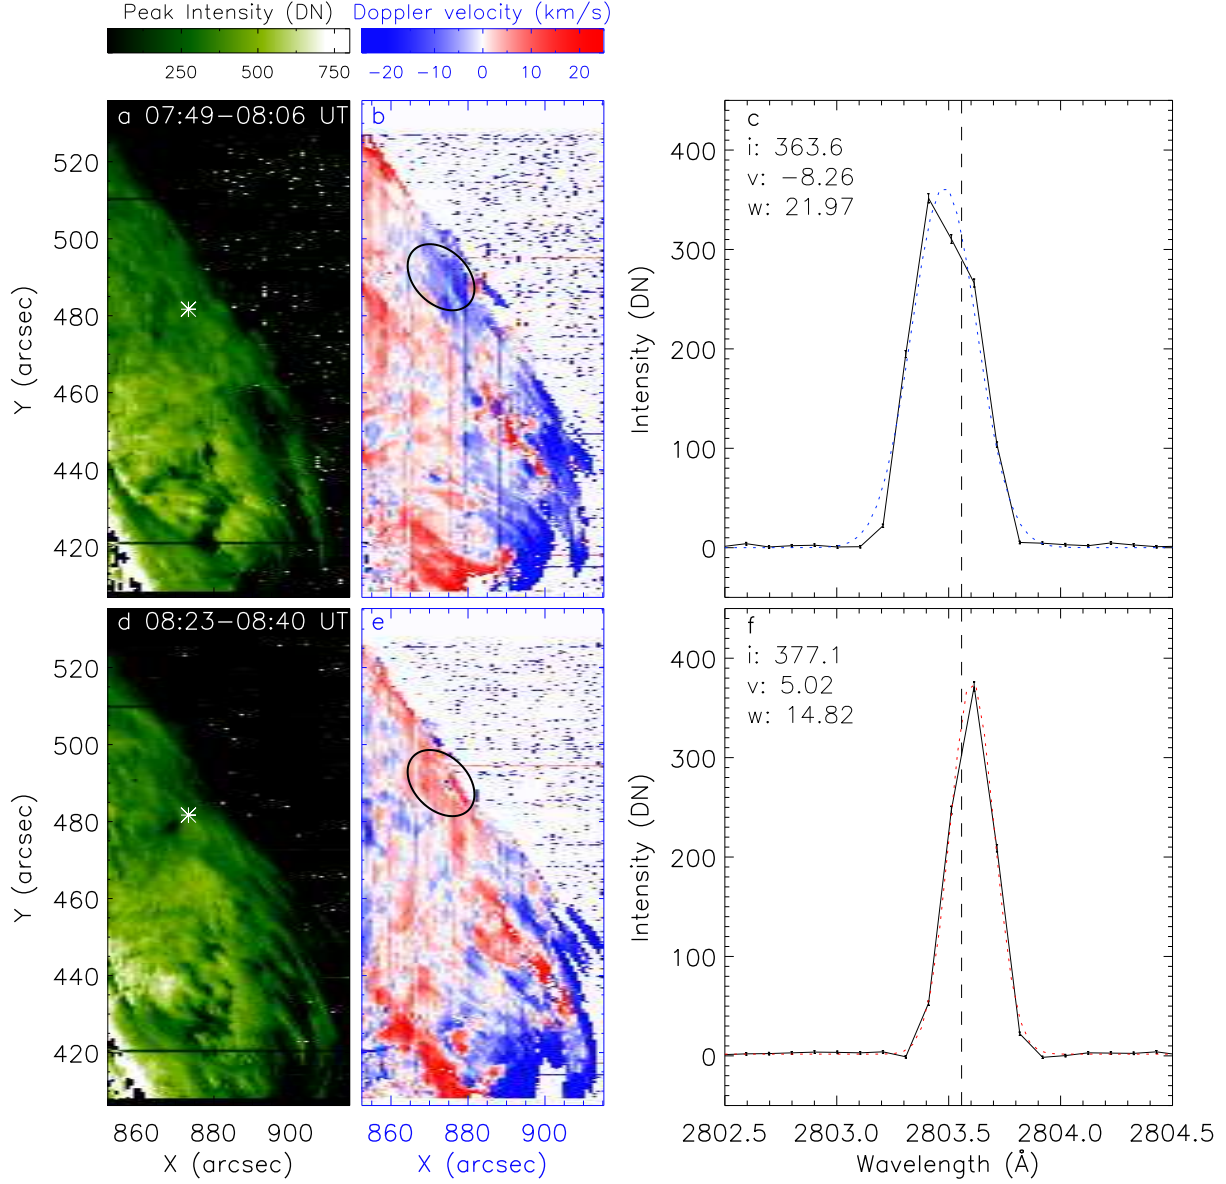 Peak Intensity (DN) Doppler velocity (km/s)
250 500 750 −20 −10 0 10 20
a 07:49−08:06 UT
b
c
i: 363.6
v: −8.26
w: 21.97
520
500
480
460
440
420
Y (arcsec)
400
300
200
100
0
Intensity (DN)
d 08:23−08:40 UT
e
f
i: 377.1
v: 5.02
w: 14.82
520
500
480
460
440
420
Y (arcsec)
400
300
200
100
0
Intensity (DN)
860 880 900 860 880 900 2802.5 2803.0 2803.5 2804.0 2804.5
X (arcsec) X (arcsec) Wavelength (Å)